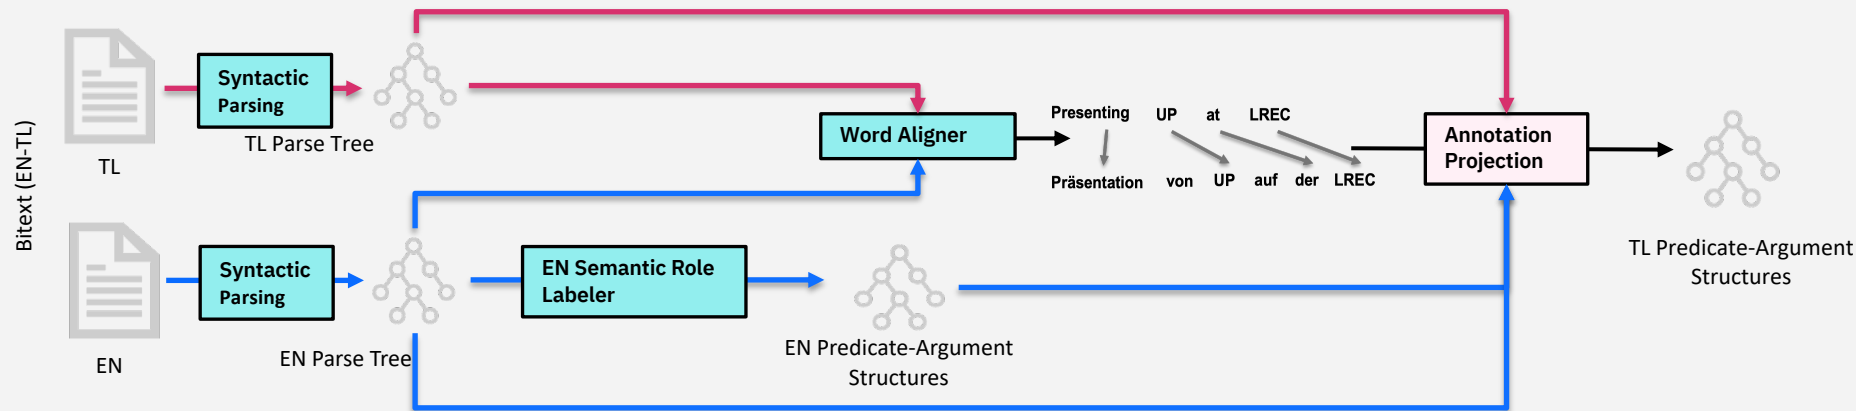 Bitext (EN-TL)
TL
Syntactic
Parsing
TL Parse Tree
Word Aligner
Presenting UP at LREC
Präsentation von UP auf der LREC
Annotation
Projection
TL Predicate-Argument
Structures
EN
Syntactic
Parsing
EN Parse Tree
EN Semantic Role
Labeler
EN Predicate-Argument
Structures